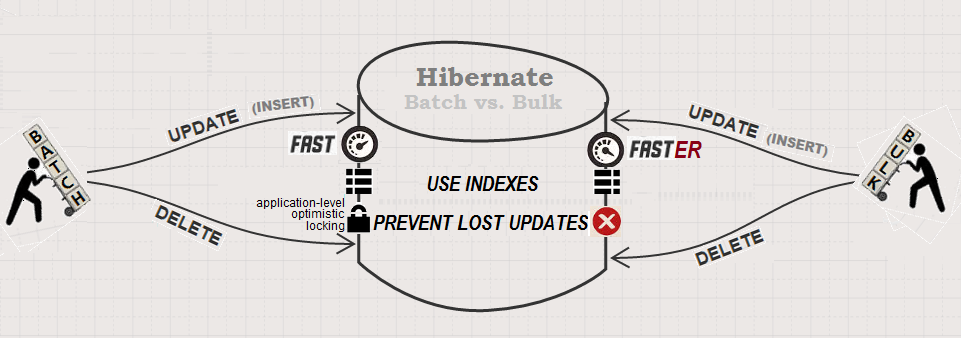 Hibernate
Batch vs. Bulk
BATCH
UPDATE (INSERT)
DELETE
FAST
FASTER
USE INDEXES
application-level
optimistic
locking
PREVENT LOST UPDATES
UPDATE (INSERT)
DELETE
BULK